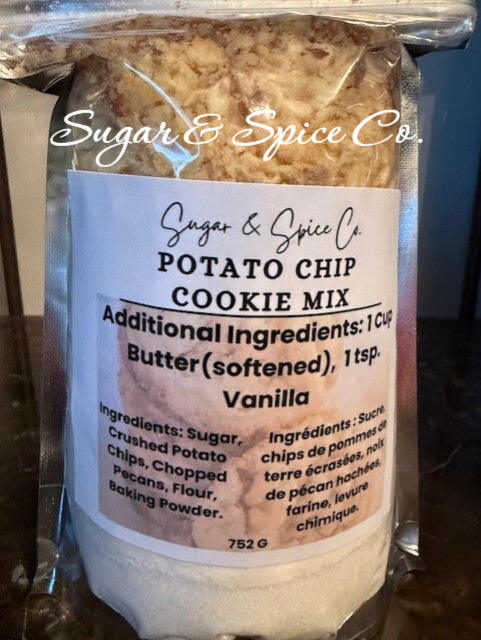 Sugar & Spice Co.
Sugar & Spice Co.
POTATO CHIP
COOKIE MIX
Additional Ingredients: 1 Cup
Butter(softened), 1 tsp.
Vanilla
Ingredients: Sugar,
Crushed Potato
Chips, Chopped
Pecans, Flour,
Baking Powder.
Ingrédients : Sucre,
chips de pommes de
terre écrasées, noix
de pécan hachées,
farine, levure
chimique.
752 G